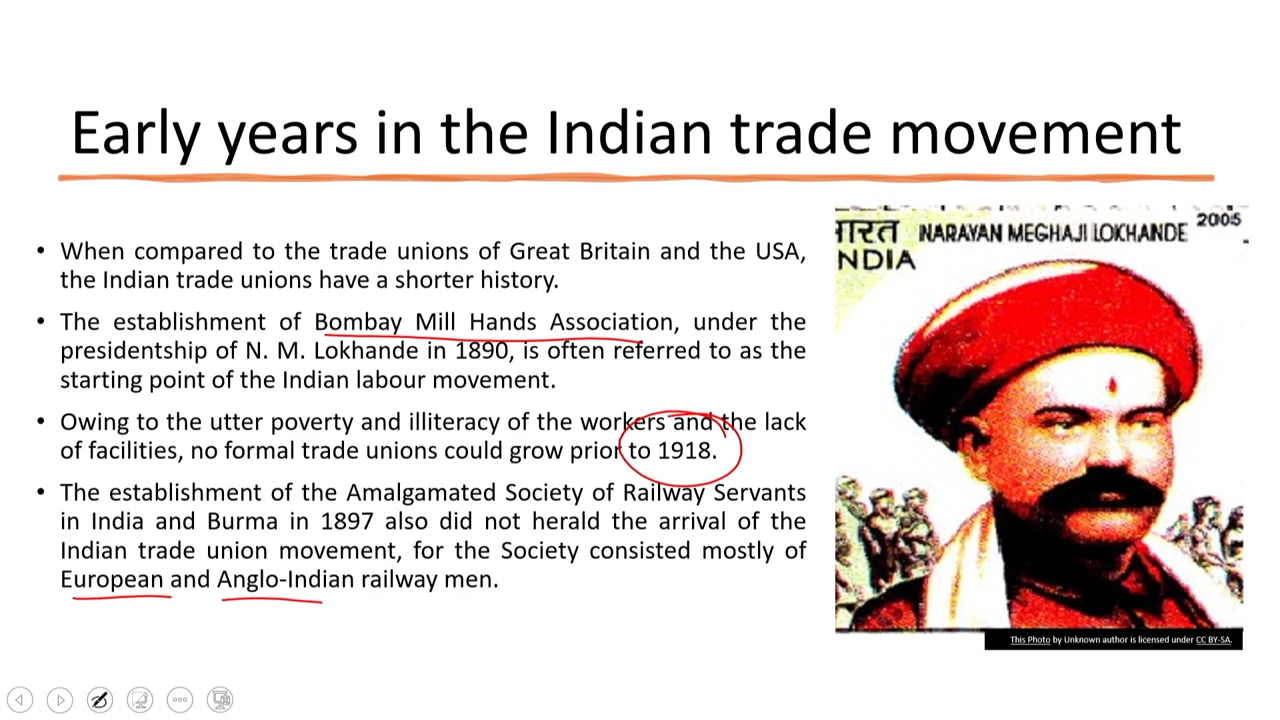 Early years in the Indian trade movement
• When compared to the trade unions of Great Britain and the USA,
the Indian trade unions have a shorter history.
• The establishment of Bombay Mill Hands Association, under the
presidentship of N. M. Lokhande in 1890, is often referred to as the
starting point of the Indian labour movement.
• Owing to the utter poverty and illiteracy of the workers and the lack
of facilities, no formal trade unions could grow prior to 1918.
• The establishment of the Amalgamated Society of Railway Servants
in India and Burma in 1897 also did not herald the arrival of the
Indian trade union movement, for the Society consisted mostly of
European and Anglo-Indian railway men.
भारत NARAYAN MEGHAJI LOKHANDE 2005
INDIA
This Photo by Unknown author is licensed under CC BY-SA.